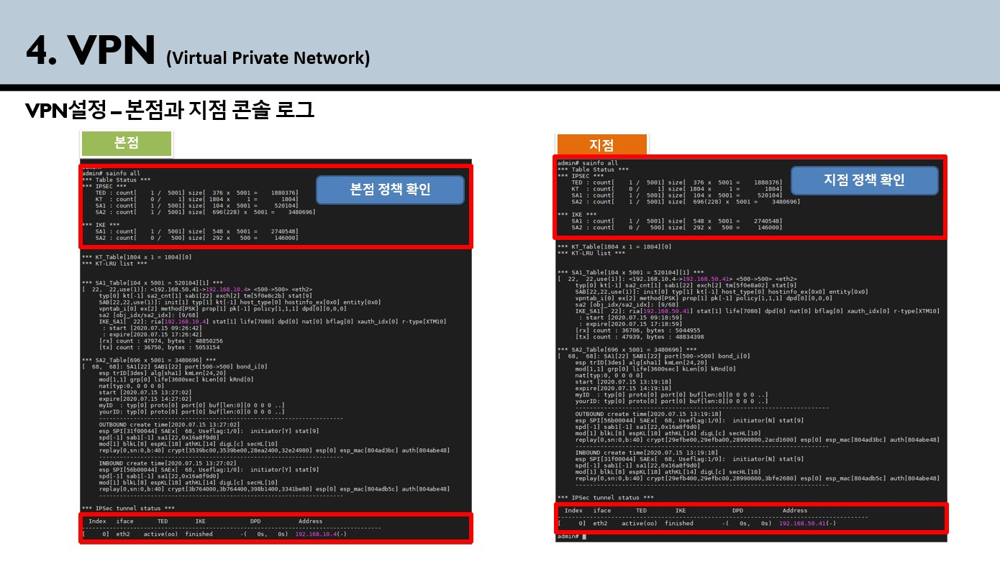 4. VPN (Virtual Private Network)
VPN설정 – 본점과 지점 콘솔 로그
본점
admin# sainfo all
*** Table Status ***
*** IPSEC ***
TED : count[ 1 / 5001] size[ 376 x 5001 = 1880376]
KT : count[ 0 / 1] size[ 1804 x 1 = 1804]
SA1 : count[ 1 / 5001] size[ 104 x 5001 = 520104]
SA2 : count[ 1 / 5001] size[ 696(228) x 5001 = 3480696]
*** IKE ***
SA1 : count[ 1 / 5001] size[ 548 x 5001 = 2740548]
SA2 : count[ 0 / 500] size[ 292 x 500 = 146000]
본점 정책 확인
*** KT_Table[1804 x 1 = 1804][0]
*** KT-LRU list ***
*** SA1_Table[104 x 5001 = 520104][1] ***
[ 22, 22,use(1)]: <192.168.50.41->192.168.10.4> <500->500> <eth2>
typ[0] kt[-1] sa2_cnt[1] sab1[22] exch[2] tm[5f0e8c2b] stat[9]
SAB[22,22,use(1)]: init[1] typ[1] kt[-1] host_type[0] hostinfo_ex[0x0] entity[0x0]
vpntab_i[0] ex[2] method[PSK] prop[1] pk[-1] policy[1,1,1] dpd[0][0,0,0]
sa2 [obj_idx/sa2_idx]: [9/68]
IKE_SA1[ 22]: ria[192.168.10.4] stat[1] life[7080] dpd[0] nat[0] bflag[0] xauth_idx[0] r-type[XTM10]
: start [2020.07.15 09:26:42]
: expire[2020.07.15 17:26:42]
[rx] count : 47974, bytes : 48850256
[tx] count : 36750, bytes : 5053154
*** SA2_Table[696 x 5001 = 3480696] ***
[ 68, 68]: SA1[22] SAB1[22] port[500->500] bond_i[0]
esp trID[3des] alg[sha1] kmLen[24,20]
mod[1,1] grp[0] life[3600sec] kLen[0] kRnd[0]
nat[typ:0, 0 0 0 0]
start [2020.07.15 13:27:02]
expire[2020.07.15 14:27:02]
myID : typ[0] proto[0] port[0] buf[len:0][0 0 0 0 ..]
yourID: typ[0] proto[0] port[0] buf[len:0][0 0 0 0 ..]
----------------------------------------------------------------------
OUTBOUND create time[2020.07.15 13:27:02]
esp SPI[31f00044] SAEx[ 68, Useflag:1/0]: initiator[Y] stat[9]
spd[-1] sab1[-1] sa1[22,0x16a8f9d0]
mod[1] blkL[8] espKL[18] athKL[14] digL[c] secHL[10]
replay[0,sn:0,b:40] crypt[3539bc00,3539be00,28ea2400,32e24980] esp[0] esp_mac[804ad3bc] auth[804abe48]
----------------------------------------------------------------------
INBOUND create time[2020.07.15 13:27:02]
esp SPI[56b00044] SAEx[ 68, Useflag:1/0]: initiator[Y] stat[9]
spd[-1] sab1[-1] sa1[22,0x16a8f9d0]
mod[1] blkL[8] espKL[18] athKL[14] digL[c] secHL[10]
replay[0,sn:0,b:40] crypt[3b764000,3b764400,398b1400,3341be80] esp[0] esp_mac[804adb5c] auth[804abe48]
----------------------------------------------------------------------
*** IPSec tunnel status ***
Index iface TED IKE DPD Address
----------------------------------------------------------------------
[ 0] eth2 active(oo) finished -( 0s, 0s) 192.168.10.4(-)
지점
admin# sainfo all
*** Table Status ***
*** IPSEC ***
TED : count[ 1 / 5001] size[ 376 x 5001 = 1880376]
KT : count[ 0 / 1] size[ 1804 x 1 = 1804]
SA1 : count[ 1 / 5001] size[ 104 x 5001 = 520104]
SA2 : count[ 1 / 5001] size[ 696(228) x 5001 = 3480696]
*** IKE ***
SA1 : count[ 1 / 5001] size[ 548 x 5001 = 2740548]
SA2 : count[ 0 / 500] size[ 292 x 500 = 146000]
지점 정책 확인
*** KT_Table[1804 x 1 = 1804][0]
*** KT-LRU list ***
*** SA1_Table[104 x 5001 = 520104][1] ***
[ 22, 22,use(1)]: <192.168.10.4->192.168.50.41> <500->500> <eth2>
typ[0] kt[-1] sa2_cnt[1] sab1[22] exch[2] tm[5f0e8a02] stat[9]
SAB[22,22,use(1)]: init[0] typ[1] kt[-1] host_type[0] hostinfo_ex[0x0] entity[0x0]
vpntab_i[0] ex[2] method[PSK] prop[1] pk[-1] policy[1,1,1] dpd[0][0,0,0]
sa2 [obj_idx/sa2_idx]: [9/68]
IKE_SA1[ 22]: ria[192.168.50.41] stat[1] life[7080] dpd[0] nat[0] bflag[0] xauth_idx[0] r-type[XTM10]
: start [2020.07.15 09:18:59]
: expire[2020.07.15 17:18:59]
[rx] count : 36706, bytes : 5044955
[tx] count : 47939, bytes : 48834398
*** SA2_Table[696 x 5001 = 3480696] ***
[ 68, 68]: SA1[22] SAB1[22] port[500->500] bond_i[0]
esp trID[3des] alg[sha1] kmLen[24,20]
mod[1,1] grp[0] life[3600sec] kLen[0] kRnd[0]
nat[typ:0, 0 0 0 0]
start [2020.07.15 13:19:18]
expire[2020.07.15 14:19:18]
myID : typ[0] proto[0] port[0] buf[len:0][0 0 0 0 ..]
yourID: typ[0] proto[0] port[0] buf[len:0][0 0 0 0 ..]
----------------------------------------------------------------------
OUTBOUND create time[2020.07.15 13:19:18]
esp SPI[56b00044] SAEx[ 68, Useflag:1/0]: initiator[N] stat[9]
spd[-1] sab1[-1] sa1[22,0x16a8f9d0]
mod[1] blkL[8] espKL[18] athKL[14] digL[c] secHL[10]
replay[0,sn:0,b:40] crypt[29efbe00,29efbe00,28990800,2acd1600] esp[0] esp_mac[804ad3bc] auth[804abe48]
----------------------------------------------------------------------
INBOUND create time[2020.07.15 13:19:18]
esp SPI[31f00044] SAEx[ 68, Useflag:1/0]: initiator[N] stat[9]
spd[-1] sab1[-1] sa1[22,0x16a8f9d0]
mod[1] blkL[8] espKL[18] athKL[14] digL[c] secHL[10]
replay[0,sn:0,b:40] crypt[29efb400,29efbc00,28990000,3bfe2680] esp[0] esp_mac[804adb5c] auth[804abe48]
----------------------------------------------------------------------
*** IPSec tunnel status ***
Index iface TED IKE DPD Address
----------------------------------------------------------------------
[ 0] eth2 active(oo) finished -( 0s, 0s) 192.168.50.41(-)
admin#